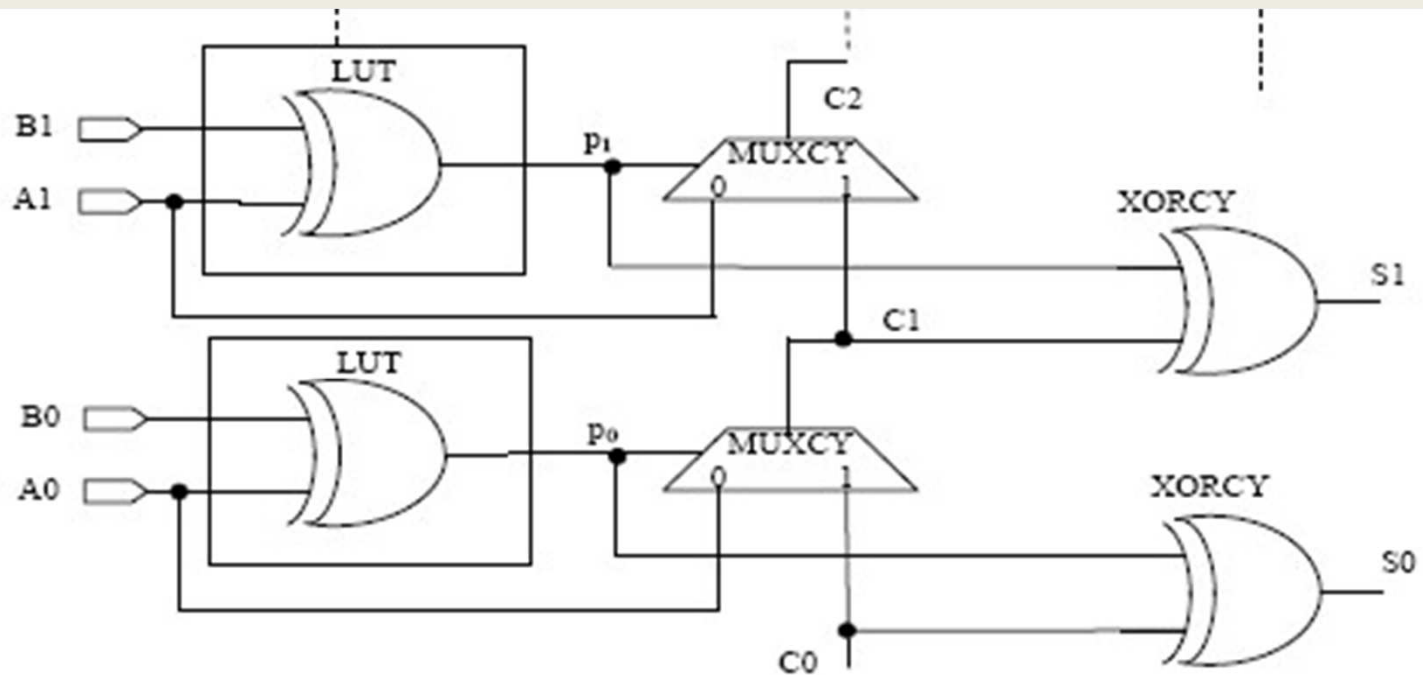 LUT
C2
B1
p₁
MUXCY
A1
0 1
XORCY
S1
C1
LUT
B0
p₀
MUXCY
A0
0 1
XORCY
S0
C0